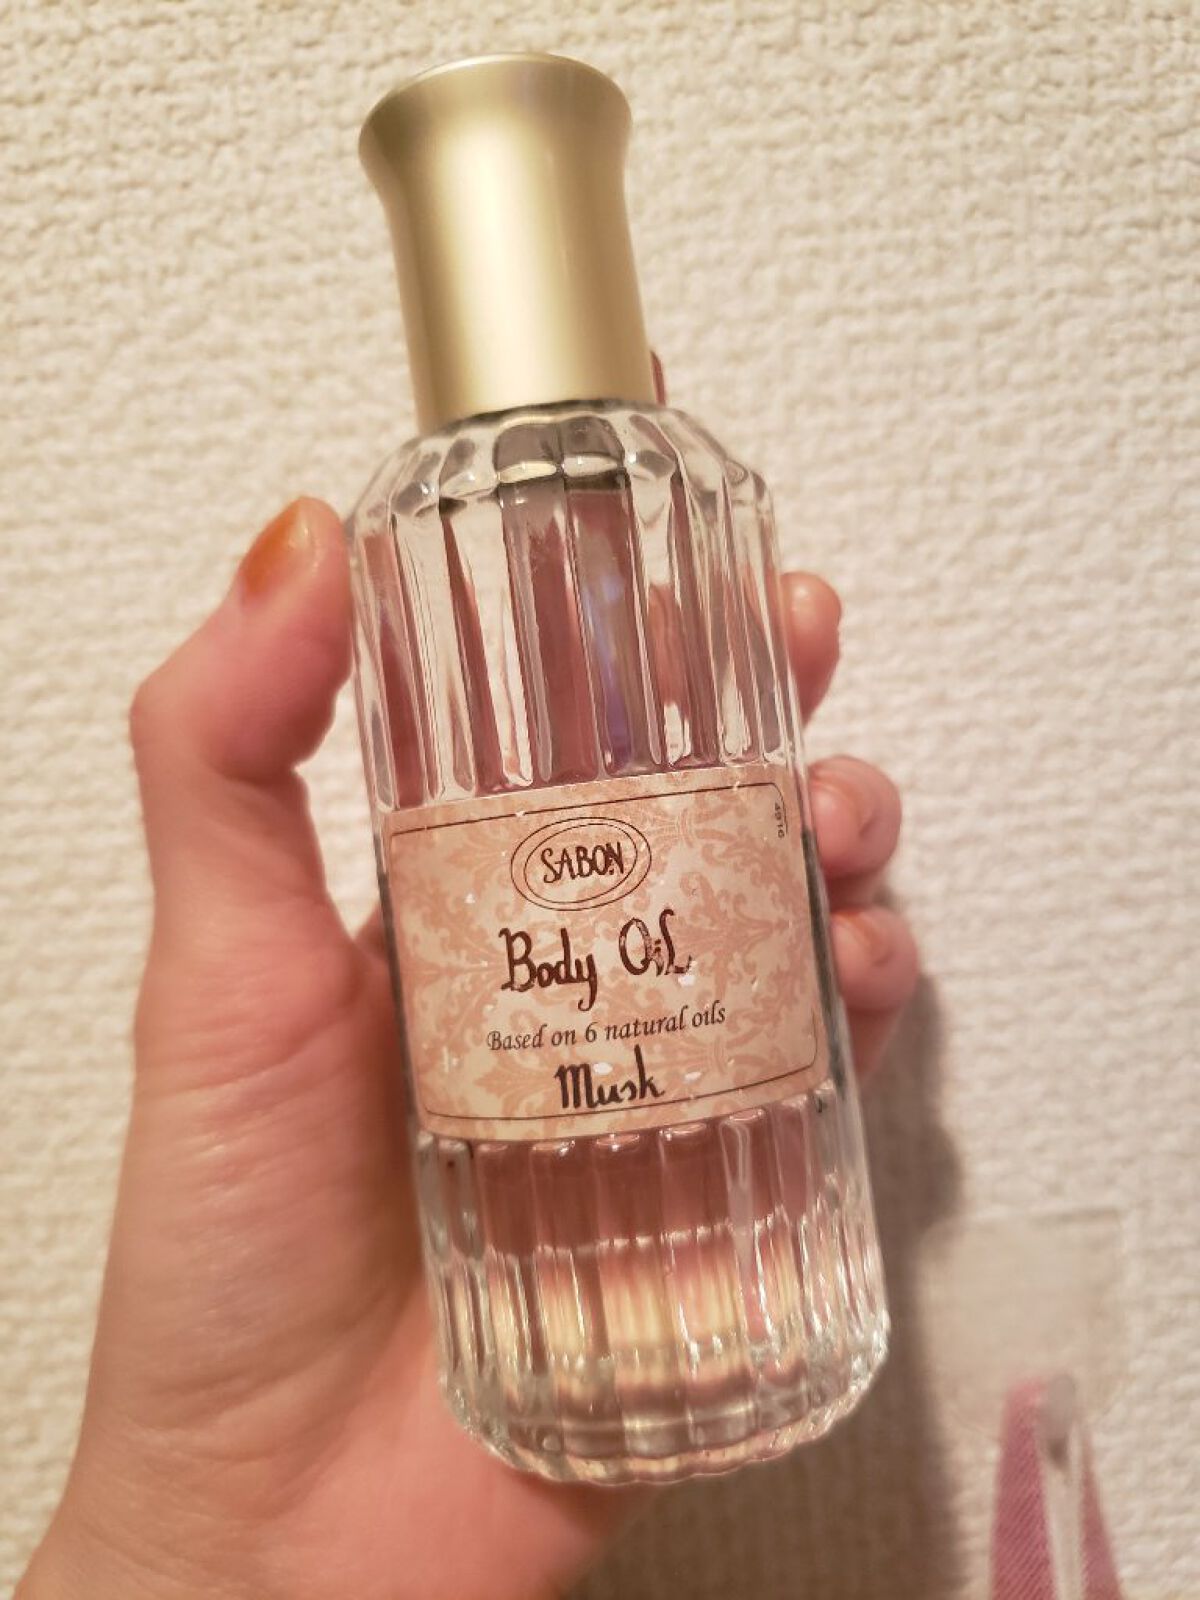 SABON
Body Oil
Based on 6 natural oils
Musk